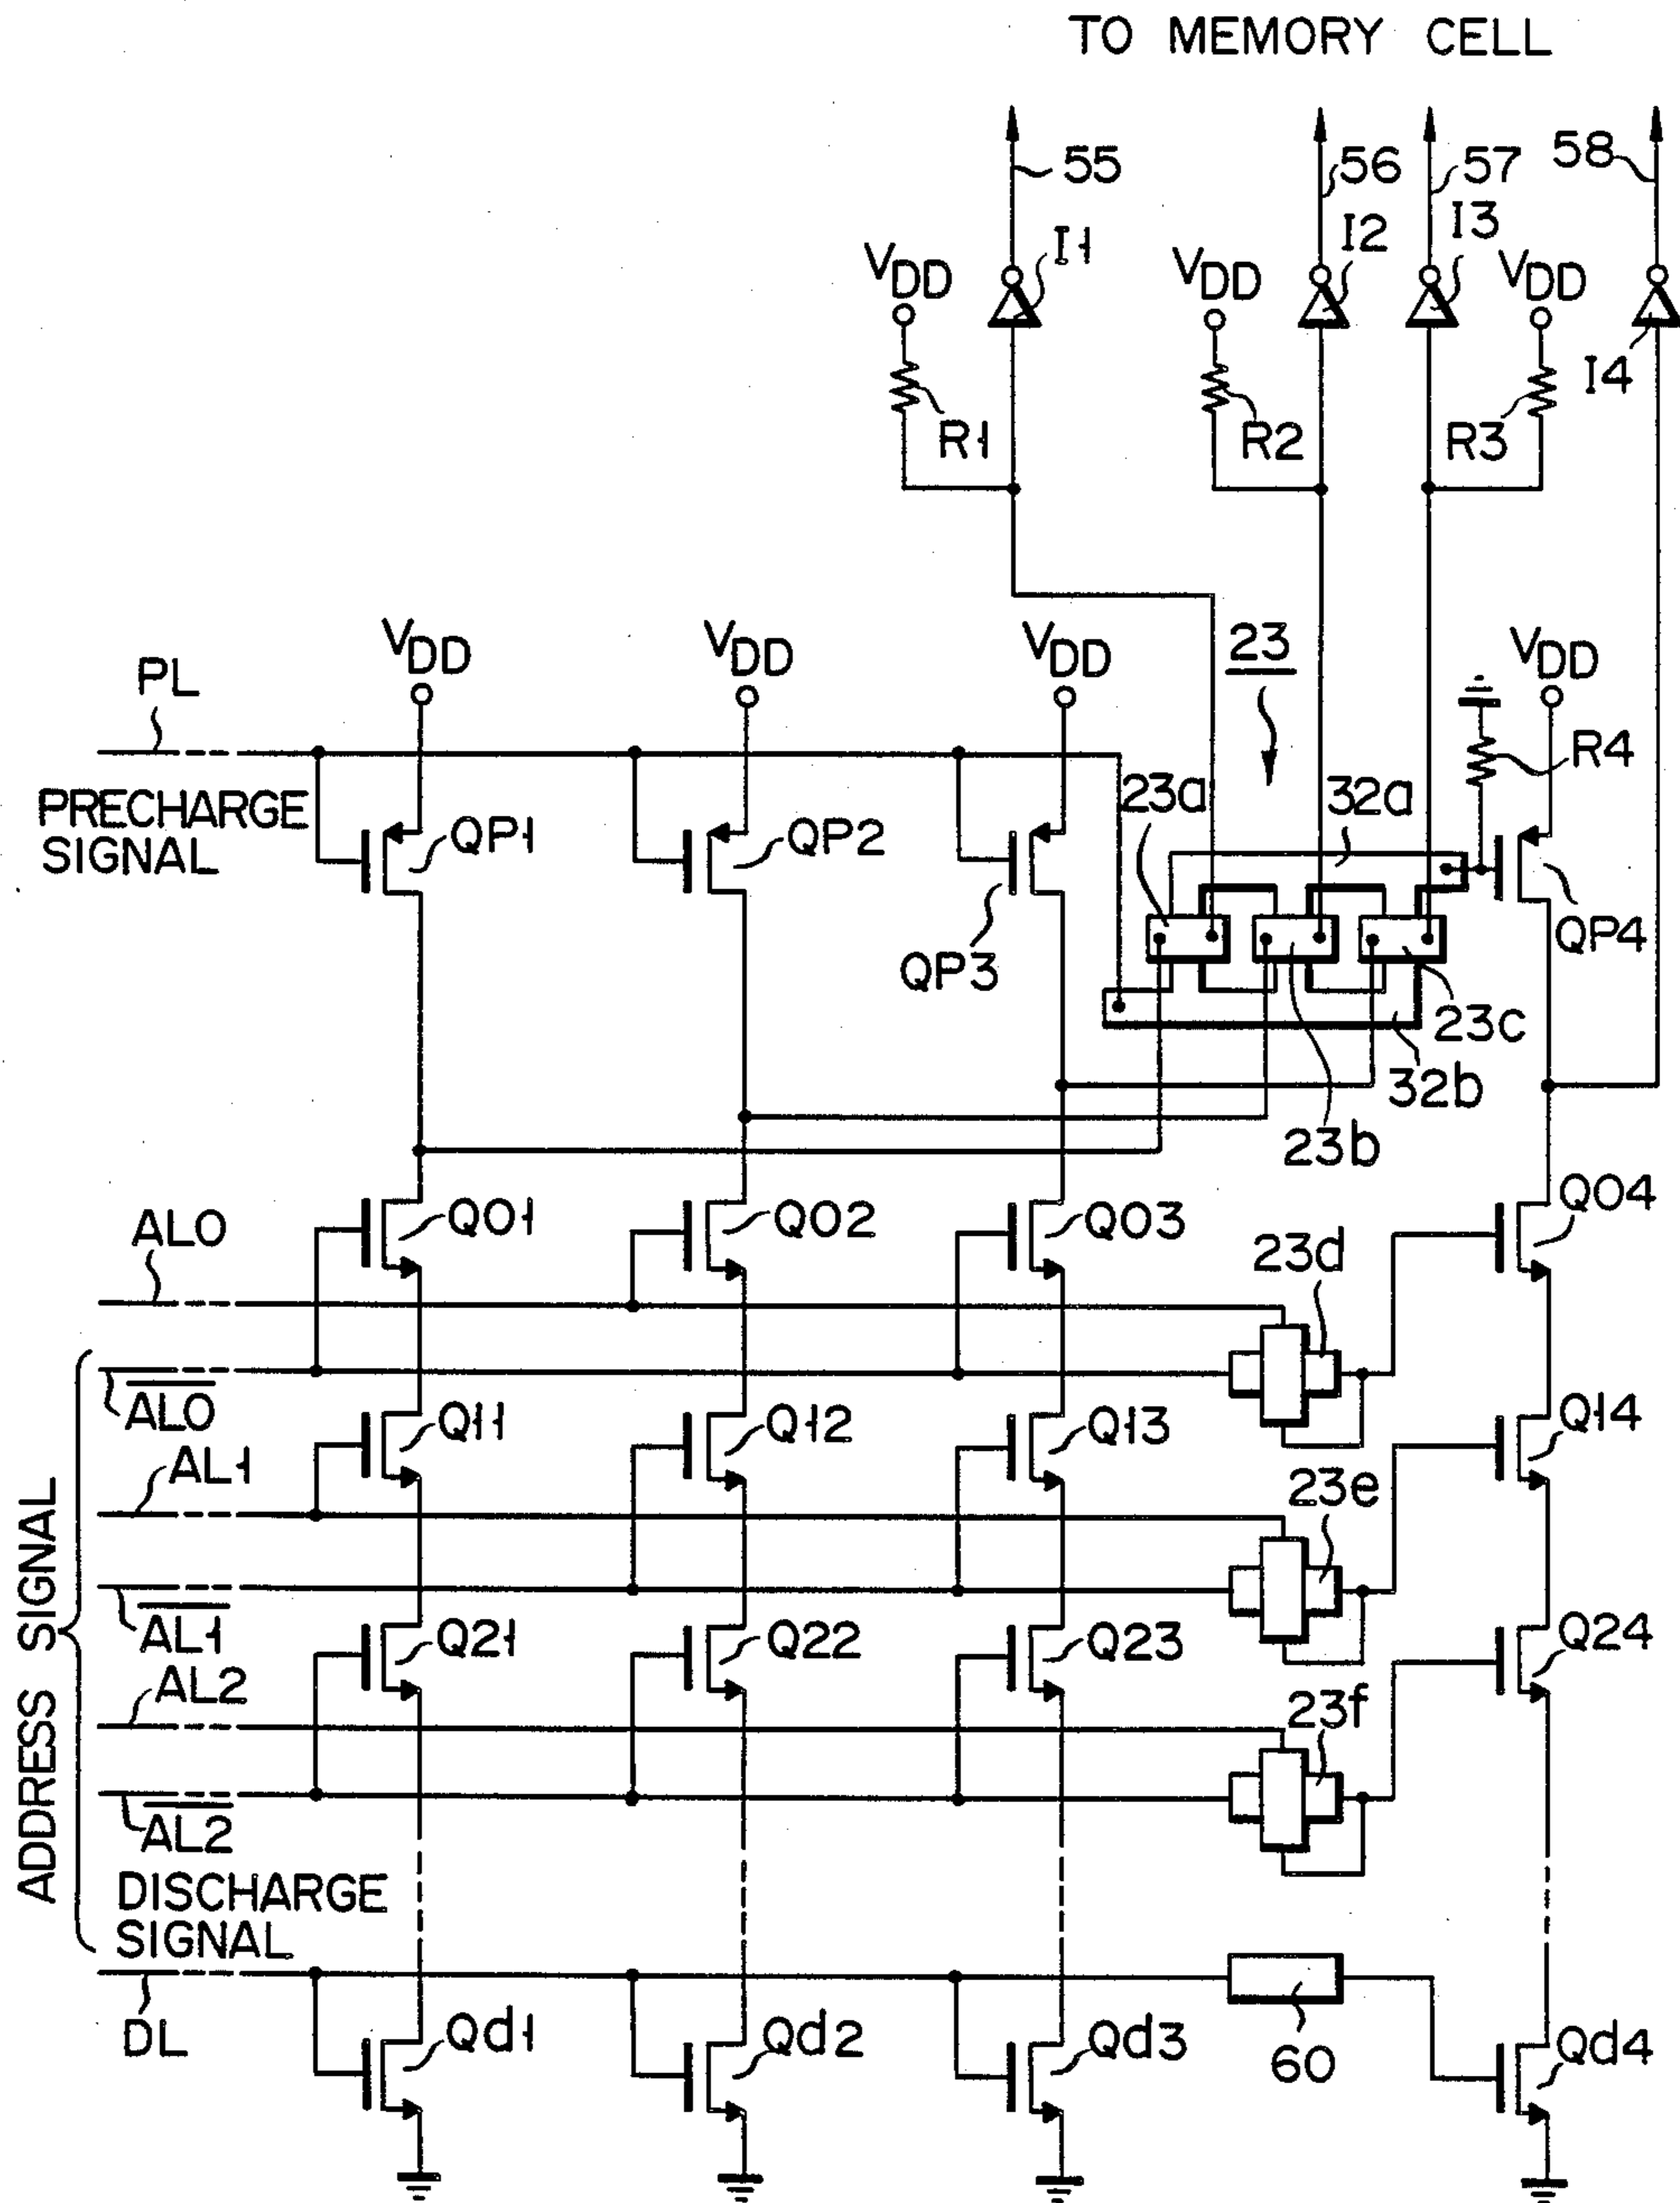 TO MEMORY CELL
55
56
57
58
VDD
I1
VDD
I2
I3
VDD
R1
R2
R3
I4
PL
VDD
VDD
VDD
23
VDD
R4
PRECHARGE
SIGNAL
QP1
QP2
QP3
23a
32a
QP4
23c
32b
23b
AL0
Q01
Q02
Q03
23d
Q04
A̅L̅0̅
Q11
Q12
Q13
Q14
AL1
23e
ADDRESS SIGNAL
A̅L̅1̅
Q21
Q22
Q23
Q24
AL2
23f
A̅L̅2̅
DISCHARGE
SIGNAL
DL
Qd1
Qd2
Qd3
60
Qd4